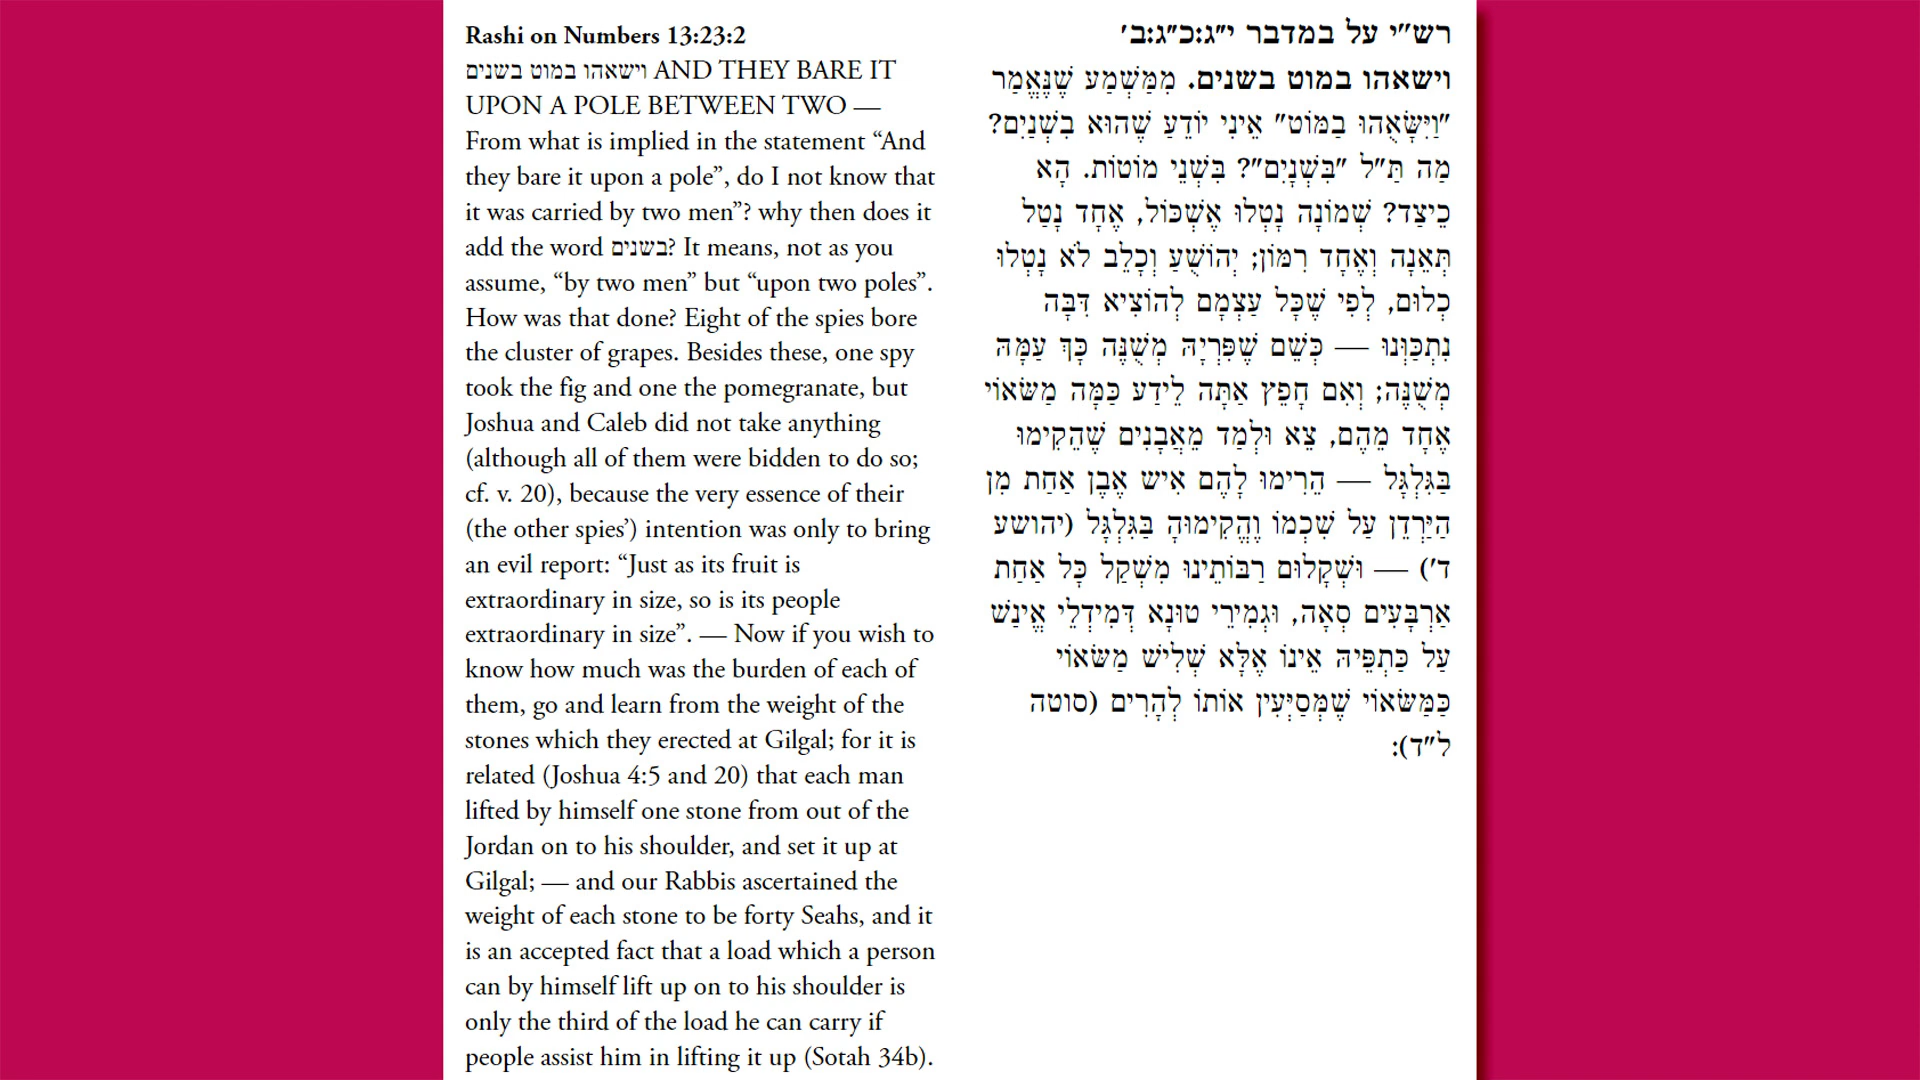 Rashi on Numbers 13:23:2
וישאהו במוט בשנים AND THEY BARE IT
UPON A POLE BETWEEN TWO —
From what is implied in the statement “And
they bare it upon a pole”, do I not know that
it was carried by two men”? why then does it
add the word בשנים? It means, not as you
assume, “by two men” but “upon two poles”.
How was that done? Eight of the spies bore
the cluster of grapes. Besides these, one spy
took the fig and one the pomegranate, but
Joshua and Caleb did not take anything
(although all of them were bidden to do so;
cf. v. 20), because the very essence of their
(the other spies’) intention was only to bring
an evil report: “Just as its fruit is
extraordinary in size, so is its people
extraordinary in size”. — Now if you wish to
know how much was the burden of each of
them, go and learn from the weight of the
stones which they erected at Gilgal; for it is
related (Joshua 4:5 and 20) that each man
lifted by himself one stone from out of the
Jordan on to his shoulder, and set it up at
Gilgal; — and our Rabbis ascertained the
weight of each stone to be forty Seahs, and it
is an accepted fact that a load which a person
can by himself lift up on to his shoulder is
only the third of the load he can carry if
people assist him in lifting it up (Sotah 34b).
רש״י על במדבר י״ג:כ״ג:ב׳
וישאהו במוט בשנים. מִמַּשְׁמַע שֶׁנֶּאֱמַר
"וַיִּשָּׂאֻהוּ בַמּוֹט" אֵינִי יוֹדֵעַ שֶׁהוּא בִשְׁנַיִם?
מַה תַּ"ל "בִּשְׁנָיִם"? בִּשְׁנֵי מוֹטוֹת. הָא
כֵיצַד? שְׁמוֹנָה נָטְלוּ אֶשְׁכּוֹל, אֶחָד נָטַל
תְּאֵנָה וְאֶחָד רִמּוֹן; יְהוֹשֻׁעַ וְכָלֵב לֹא נָטְלוּ
כְלוּם, לְפִי שֶׁכָּל עַצְמָם לְהוֹצִיא דִּבָּה
נִתְכַּוְּנוּ — כְּשֵׁם שֶׁפִּרְיָהּ מְשֻׁנֶּה כָּךְ עַמָּהּ
מְשֻׁנֶּה; וְאִם חָפֵץ אַתָּה לֵידַע כַּמָּה מַשּׂאוֹי
אֶחָד מֵהֶם, צֵא וּלְמַד מֵאֲבָנִים שֶׁהֵקִימוּ
בַּגִּלְגָּל — הֵרִימוּ לָהֶם אִישׁ אֶבֶן אַחַת מִן
הַיַּרְדֵּן עַל שִׁכְמוֹ וֶהֱקִימוּהָ בַּגִּלְגָּל (יהושע
ד') — וּשְׁקָלוּם רַבּוֹתֵינוּ מִשְׁקַל כָּל אַחַת
אַרְבָּעִים סְאָה, וּגְמִירֵי טוּנָא דְּמִידְלֵי אֱינַשׁ
עַל כַּתְפֵּיהּ אֵינוֹ אֶלָּא שְׁלִישׁ מַשּׂאוֹי
כַּמַּשּׂאוֹי שֶׁמְּסַיְּעִין אוֹתוֹ לְהָרִים (סוטה
ל"ד):